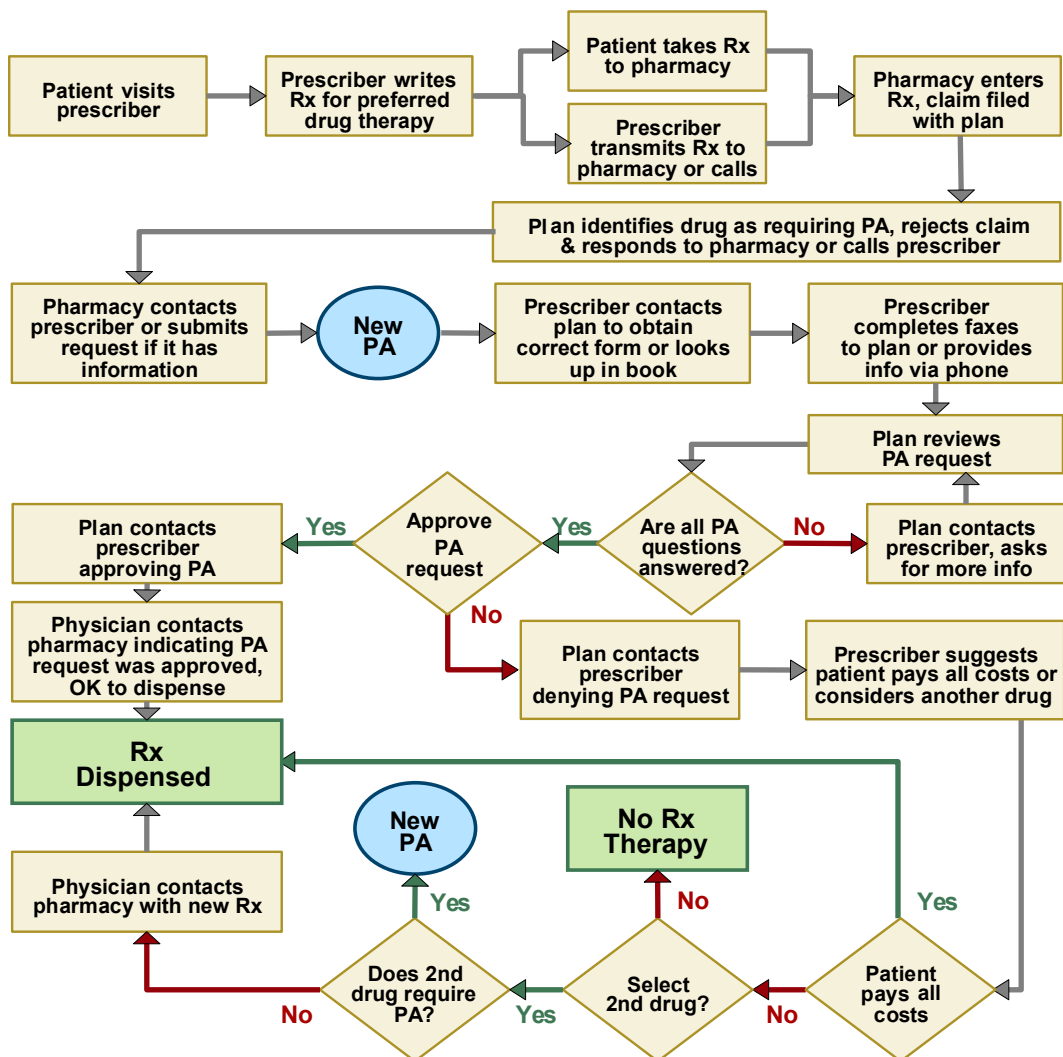 Patient visits
prescriber
Prescriber writes
Rx for preferred
drug therapy
Patient takes Rx
to pharmacy
Prescriber
transmits Rx to
pharmacy or calls
Pharmacy enters
Rx, claim filed
with plan
Plan identifies drug as requiring PA, rejects claim
& responds to pharmacy or calls prescriber
Pharmacy contacts
prescriber or submits
request if it has
information
New
PA
Prescriber contacts
plan to obtain
correct form or looks
up in book
Prescriber
completes faxes
to plan or provides
info via phone
Plan reviews
PA request
Are all PA
questions
answered?
No
Plan contacts
prescriber, asks
for more info
Yes
Approve
PA
request
Yes
Plan contacts
prescriber
approving PA
Physician contacts
pharmacy indicating PA
request was approved,
OK to dispense
No
Plan contacts
prescriber
denying PA request
Prescriber suggests
patient pays all costs or
considers another drug
Rx
Dispensed
New
PA
No Rx
Therapy
Physician contacts
pharmacy with new Rx
Yes
No
Yes
Does 2nd
drug require
PA?
Select
2nd drug?
Patient
pays all
costs
No
Yes
No